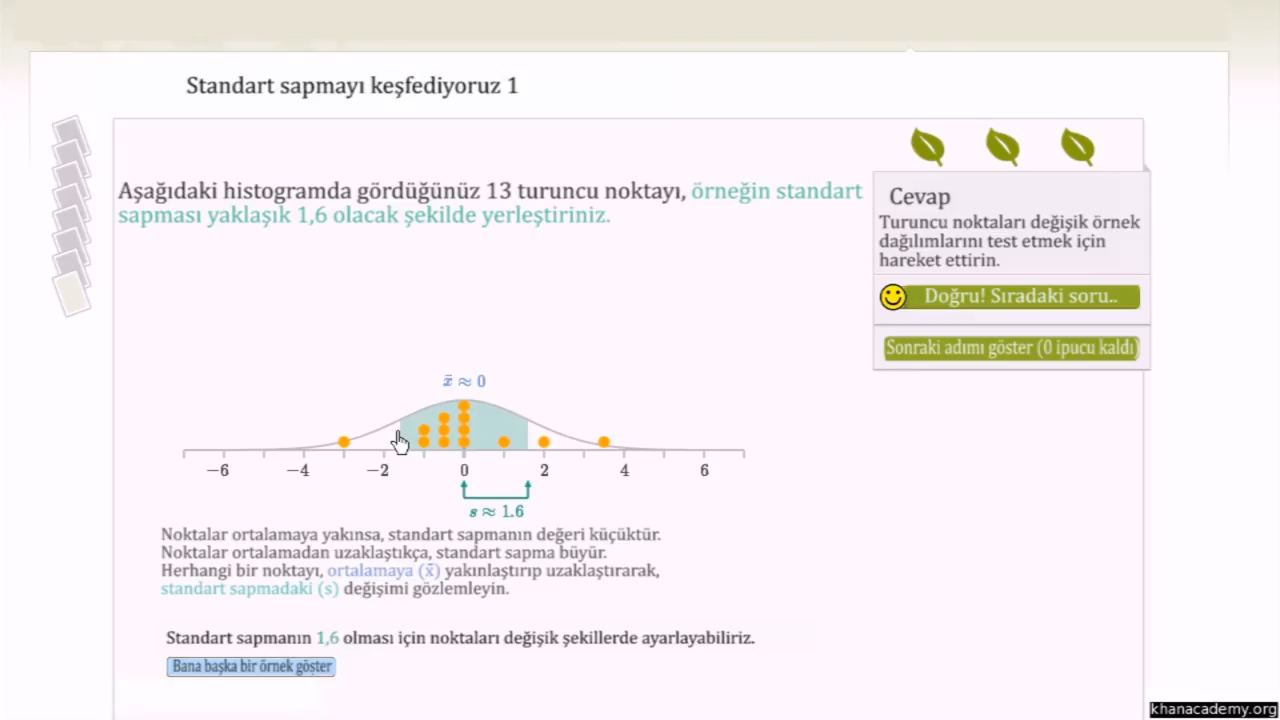 Standart sapmayı keşfediyoruz 1
Aşağıdaki histogramda gördüğünüz 13 turuncu noktayı, örneğin standart
sapması yaklaşık 1,6 olacak şekilde yerleştiriniz.
Cevap
Turuncu noktaları değişik örnek
dağılımlarını test etmek için
hareket ettirin.
Doğru! Sıradaki soru..
Sonraki adımı göster (0 ipucu kaldı)
x̄ ≈ 0
−6 −4 −2 0 2 4 6
s ≈ 1.6
Noktalar ortalamaya yakınsa, standart sapmanın değeri küçüktür.
Noktalar ortalamadan uzaklaştıkça, standart sapma büyür.
Herhangi bir noktayı, ortalamaya (x̄) yakınlaştırıp uzaklaştırarak,
standart sapmadaki (s) değişimi gözlemleyin.
Standart sapmanın 1,6 olması için noktaları değişik şekillerde ayarlayabiliriz.
Bana başka bir örnek göster
khanacademy.org